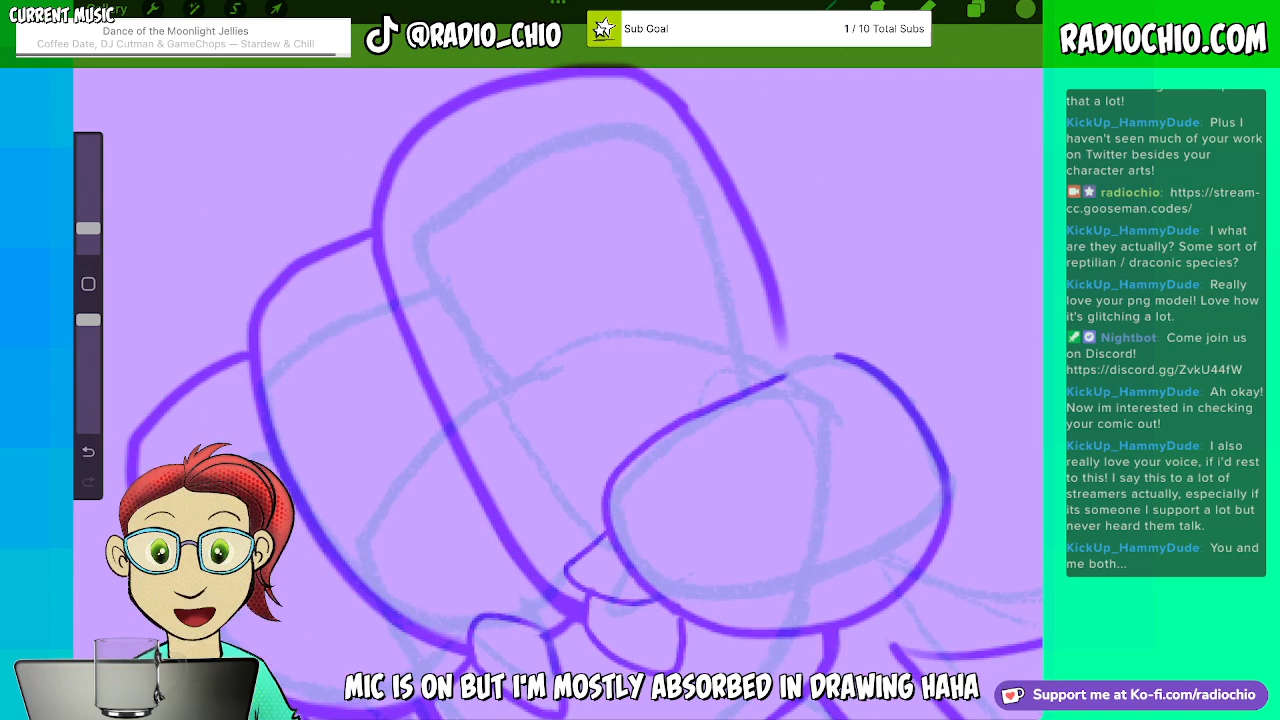 Gallery
CURRENT MUSIC
Dance of the Moonlight Jellies
Coffee Date, DJ Cutman & GameChops — Stardew & Chill
@RADIO_CHIO
Sub Goal
1 / 10 Total Subs
RADIOCHIO.COM
that a lot!
KickUp_HammyDude: Plus I
haven't seen much of your work
on Twitter besides your
character arts!
radiochio: https://stream-
cc.gooseman.codes/
KickUp_HammyDude: I what
are they actually? Some sort of
reptilian / draconic species?
KickUp_HammyDude: Really
love your png model! Love how
it's glitching a lot.
Nightbot: Come join us
on Discord!
https://discord.gg/ZvkU44fW
KickUp_HammyDude: Ah okay!
Now im interested in checking
your comic out!
KickUp_HammyDude: I also
really love your voice, if i'd rest
to this! I say this to a lot of
streamers actually, especially if
its someone I support a lot but
never heard them talk.
KickUp_HammyDude: You and
me both...
MIC IS ON BUT I'M MOSTLY ABSORBED IN DRAWING HAHA
Support me at Ko-fi.com/radiochio